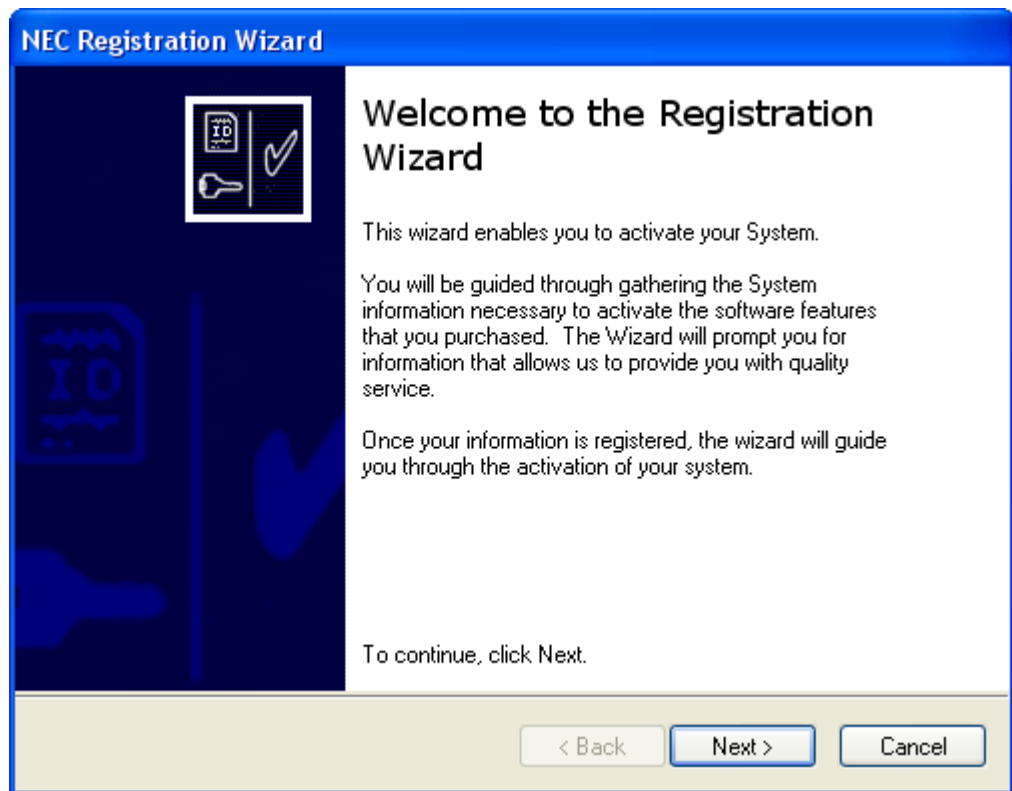 NEC Registration Wizard
ID
ID
Welcome to the Registration
Wizard
This wizard enables you to activate your System.
You will be guided through gathering the System
information necessary to activate the software features
that you purchased.  The Wizard will prompt you for
information that allows us to provide you with quality
service.
Once your information is registered, the wizard will guide
you through the activation of your system.
To continue, click Next.
< Back
Next >
Cancel